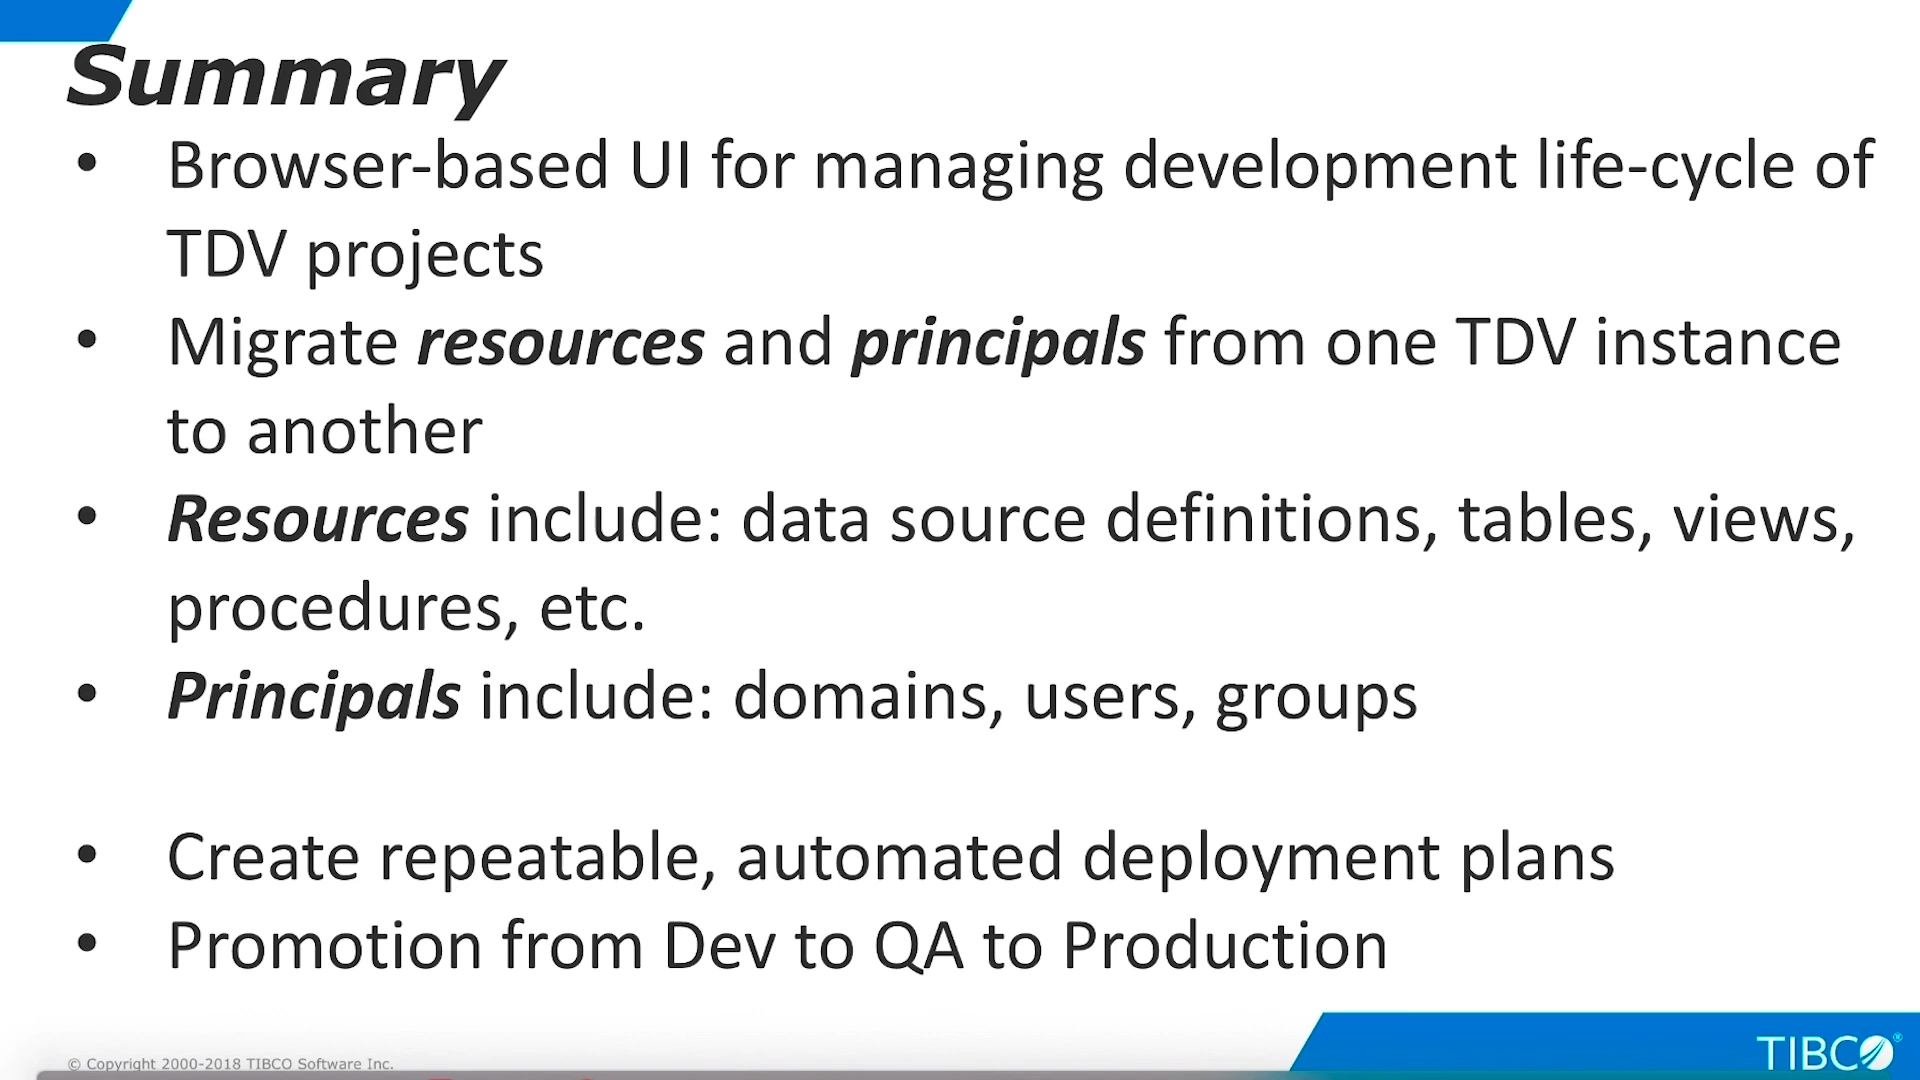 Summary
• Browser-based UI for managing development life-cycle of
TDV projects
• Migrate resources and principals from one TDV instance
to another
• Resources include: data source definitions, tables, views,
procedures, etc.
• Principals include: domains, users, groups
• Create repeatable, automated deployment plans
• Promotion from Dev to QA to Production
© Copyright 2000-2018 TIBCO Software Inc.
TIBCO®